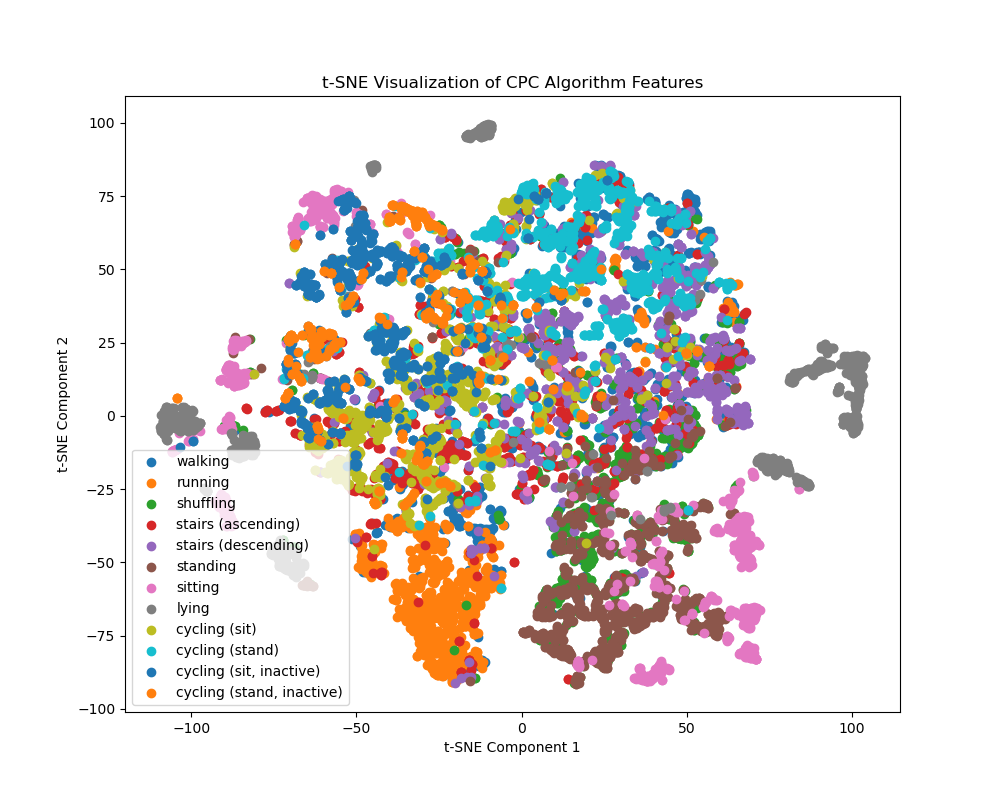 t-SNE Visualization of CPC Algorithm Features
100
75
50
25
0
−25
−50
−75
−100
t-SNE Component 2
walking
running
shuffling
stairs (ascending)
stairs (descending)
standing
sitting
lying
cycling (sit)
cycling (stand)
cycling (sit, inactive)
cycling (stand, inactive)
−100
−50
0
50
100
t-SNE Component 1